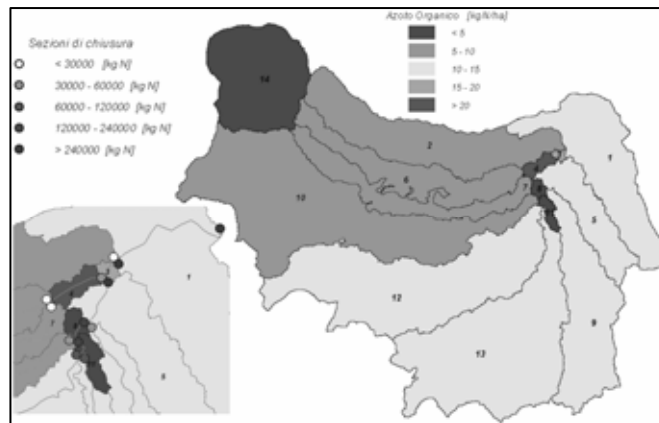 Sezioni di chiusura
< 30000 [kg N]
30000 - 60000 [kg N]
60000 - 120000 [kg N]
120000 - 240000 [kg N]
> 240000 [kg N]
Azoto Organico [kg/N/ha]
< 5
5 - 10
10 - 15
15 - 20
> 20
14
2
1
6
7
10
5
12
9
13
1
7
5